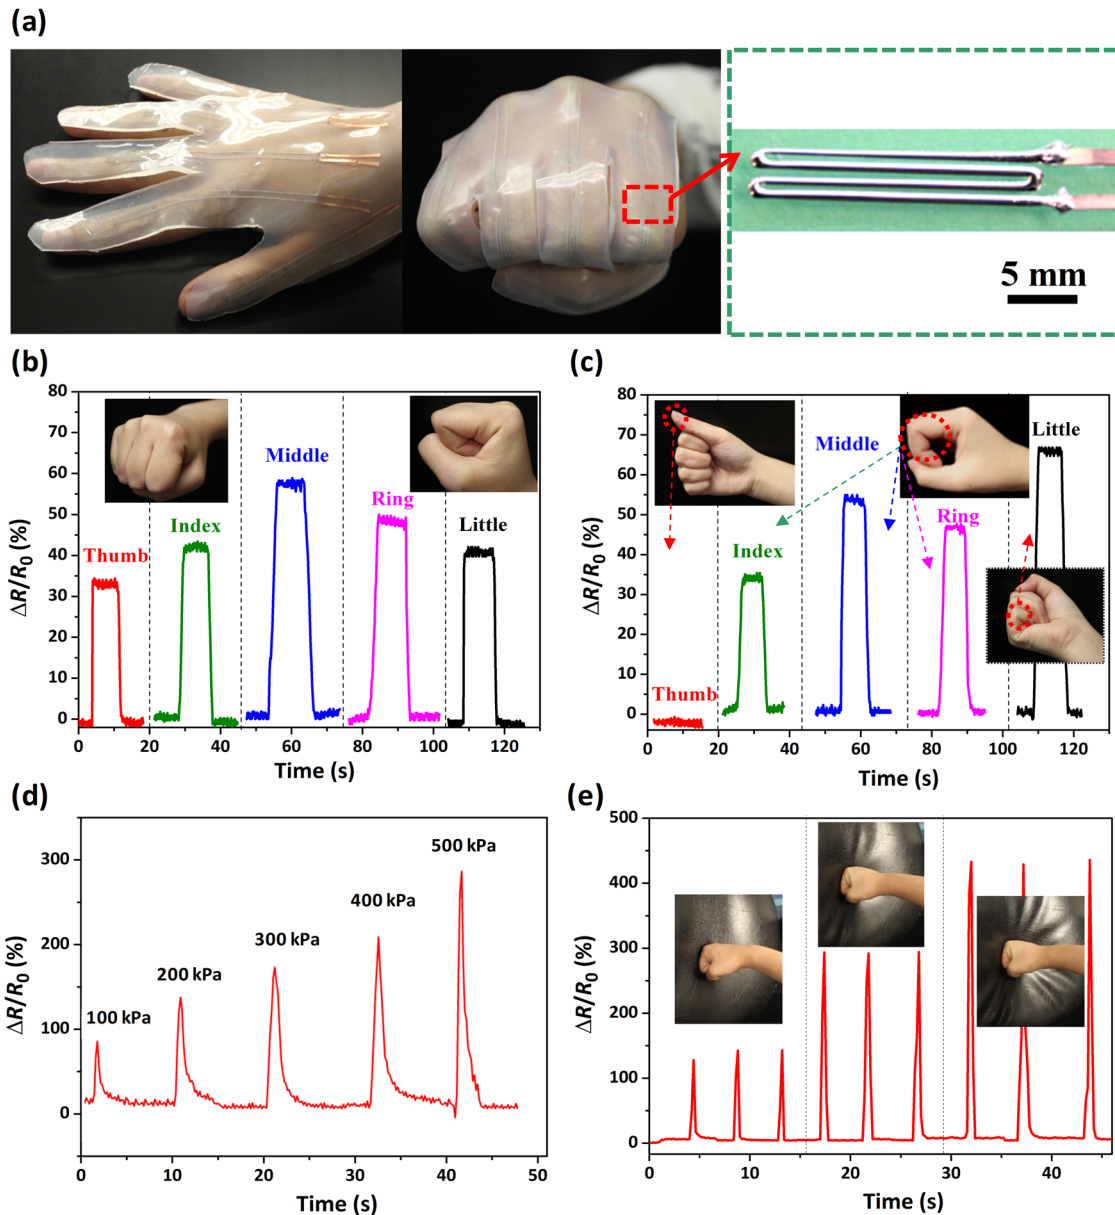 (a)
5 mm
(b)
80
70
60
50
40
30
20
10
0
ΔR/R0 (%)
Thumb
Index
Middle
Ring
Little
0 20 40 60 80 100 120
Time (s)
(c)
80
70
60
50
40
30
20
10
0
ΔR/R0 (%)
Thumb
Index
Middle
Ring
Little
0 20 40 60 80 100 120
Time (s)
(d)
300
200
100
0
ΔR/R0 (%)
100 kPa
200 kPa
300 kPa
400 kPa
500 kPa
0 10 20 30 40 50
Time (s)
(e)
500
400
300
200
100
0
ΔR/R0 (%)
0 10 20 30 40
Time (s)